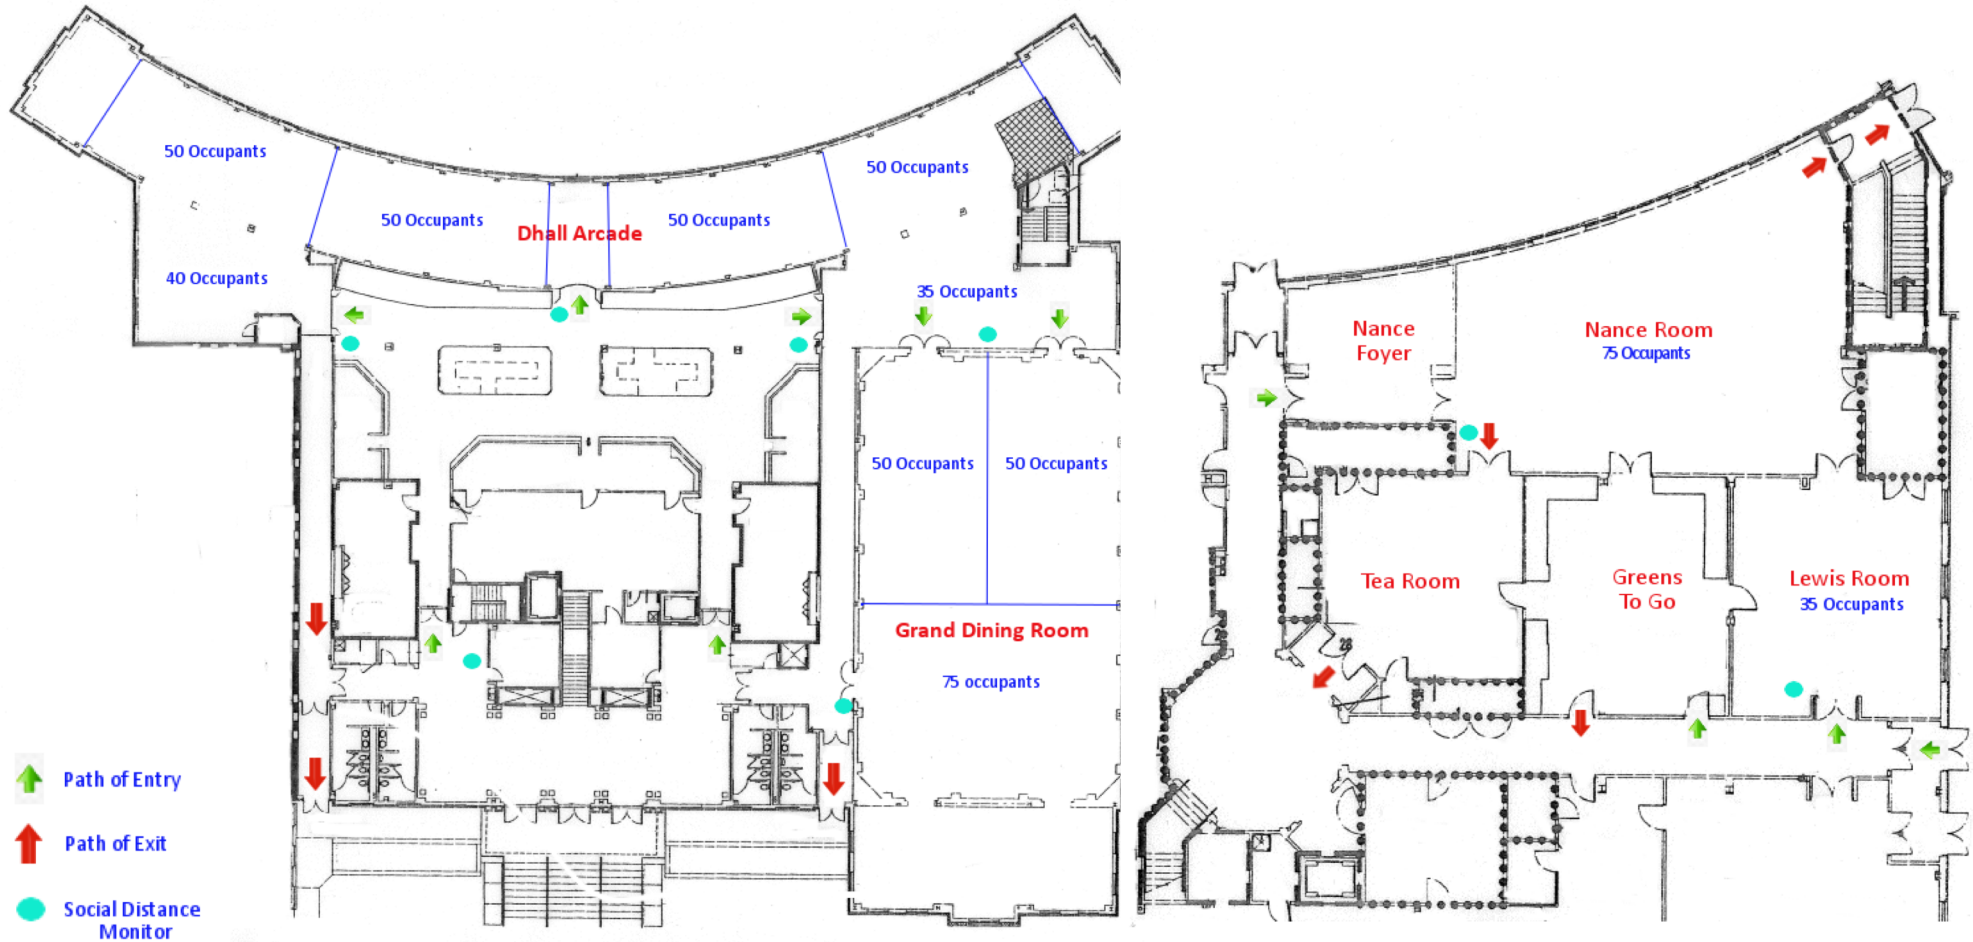 50 Occupants
50 Occupants
50 Occupants
50 Occupants
Dhall Arcade
40 Occupants
35 Occupants
50 Occupants
50 Occupants
Grand Dining Room
75 occupants
Path of Entry
Path of Exit
Social Distance
Monitor
Nance
Foyer
Nance Room
75 Occupants
Tea Room
Greens
To Go
Lewis Room
35 Occupants
28